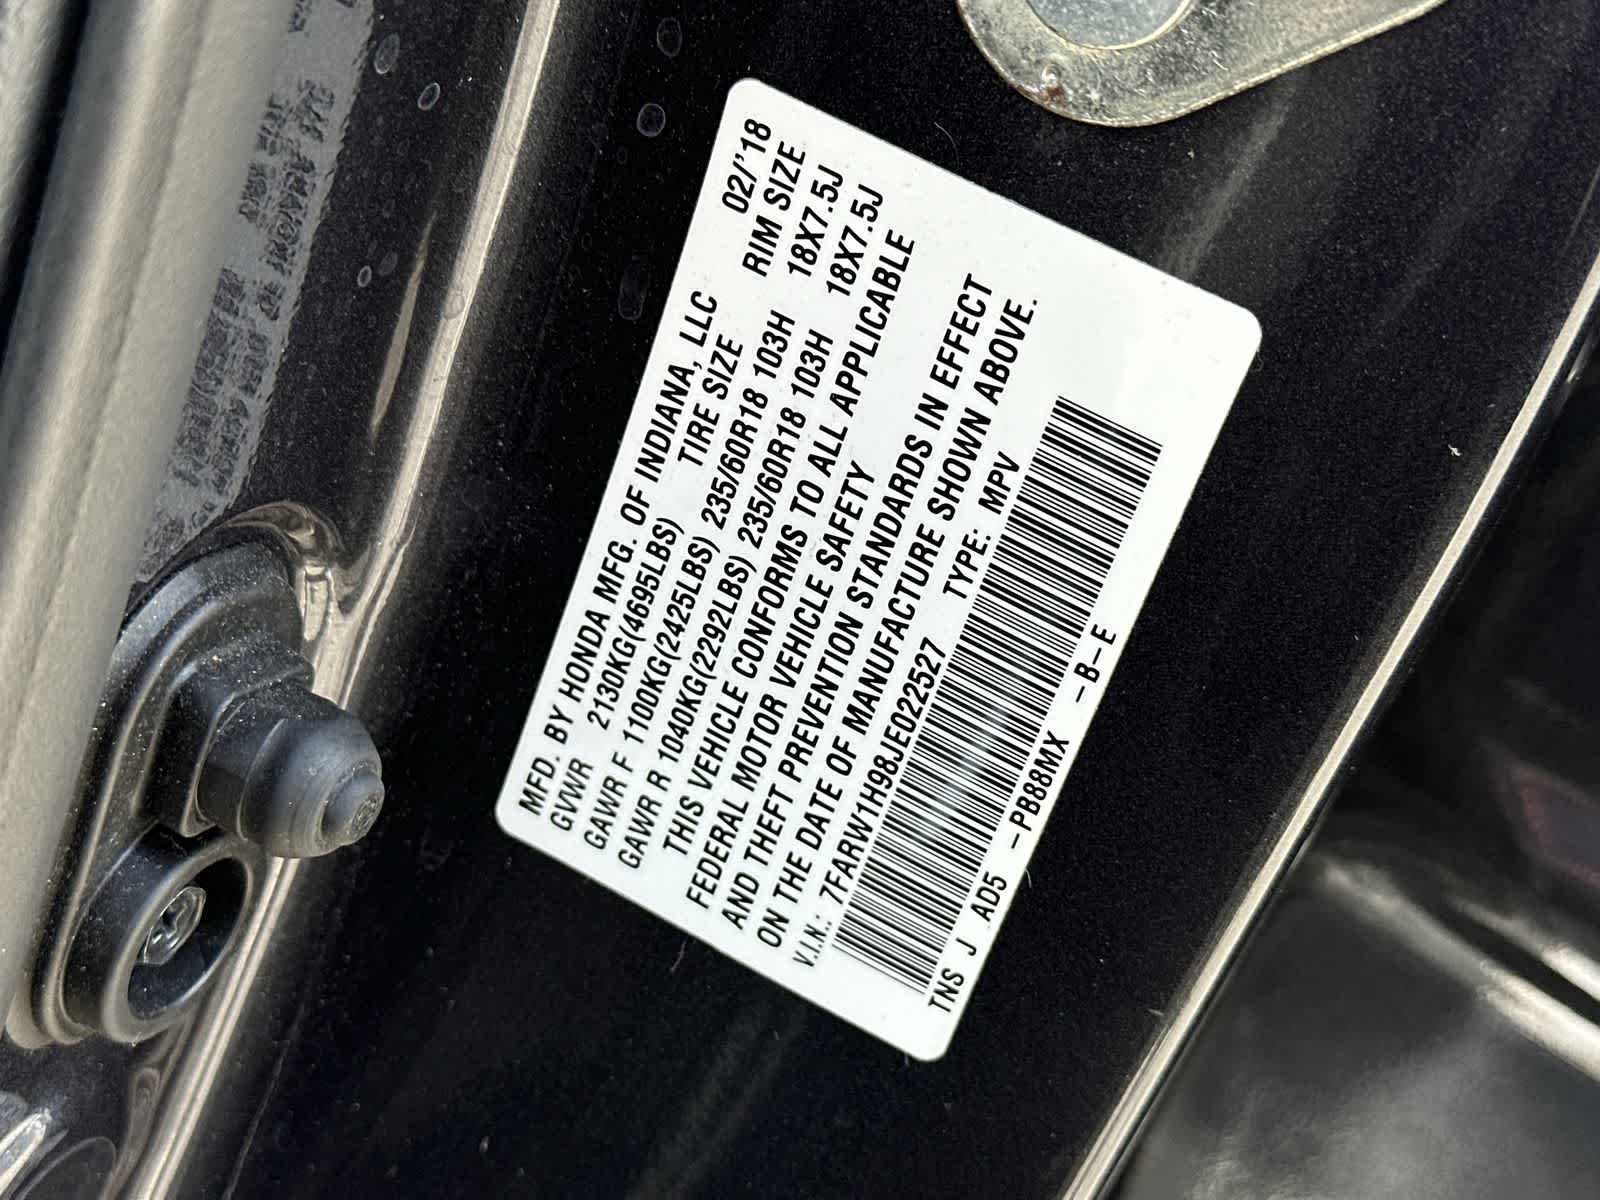 MFD. BY HONDA MFG. OF INDIANA, LLC 02/'18
GVWR 2130KG(4695LBS) TIRE SIZE RIM SIZE
GAWR F 1100KG(2425LBS) 235/60R18 103H 18X7.5J
GAWR R 1040KG(2292LBS) 235/60R18 103H 18X7.5J
THIS VEHICLE CONFORMS TO ALL APPLICABLE
FEDERAL MOTOR VEHICLE SAFETY
AND THEFT PREVENTION STANDARDS IN EFFECT
ON THE DATE OF MANUFACTURE SHOWN ABOVE.
V.I.N.: 7FARW1H98JE022527 TYPE: MPV
TNS J AD5 -PB88MX -B-E